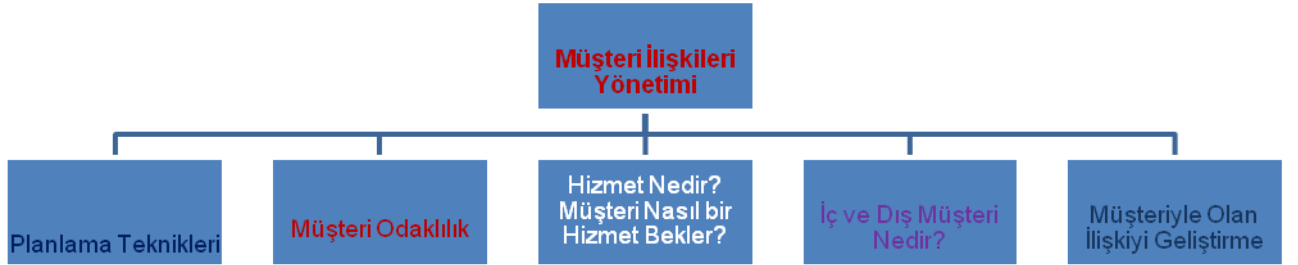 Müşteri İlişkileri
Yönetimi
Planlama Teknikleri
Müşteri Odaklılık
Hizmet Nedir?
Müşteri Nasıl bir
Hizmet Bekler?
İç ve Dış Müşteri
Nedir?
Müşteriyle Olan
İlişkiyi Geliştirme